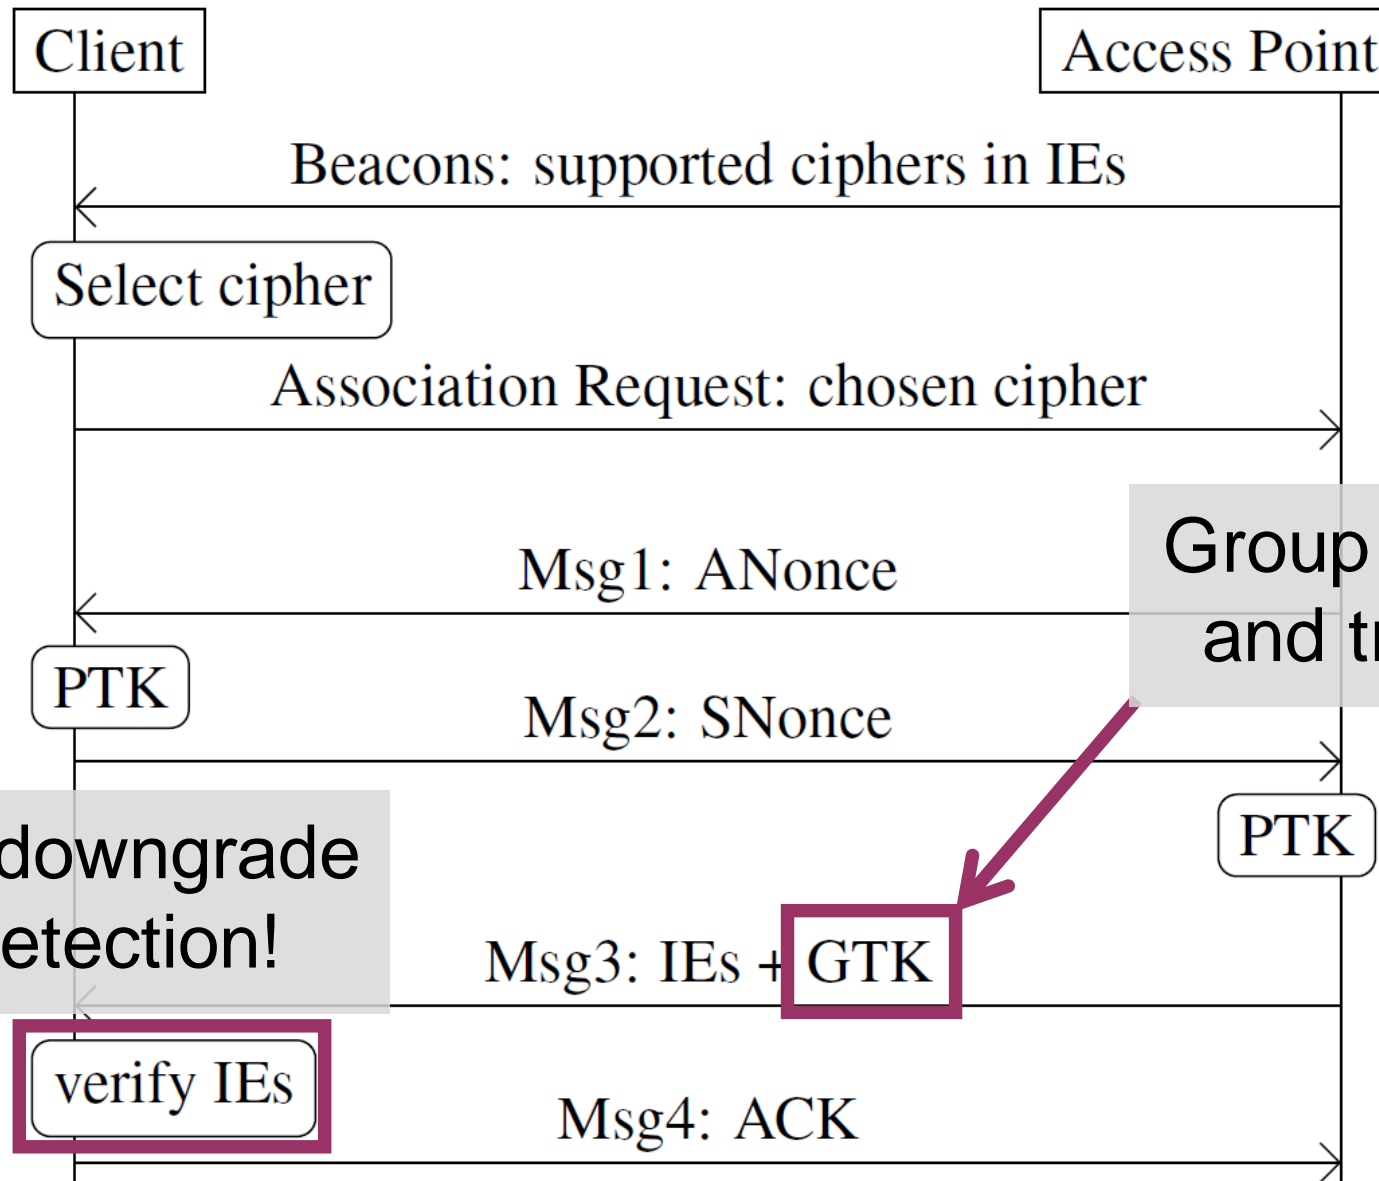 Client
Access Point
Beacons: supported ciphers in IEs
Select cipher
Association Request: chosen cipher
Group
and
Msg1: ANonce
PTK
Msg2: SNonce
PTK
downgrade
detection!
Msg3: IEs + GTK
verify IEs
Msg4: ACK